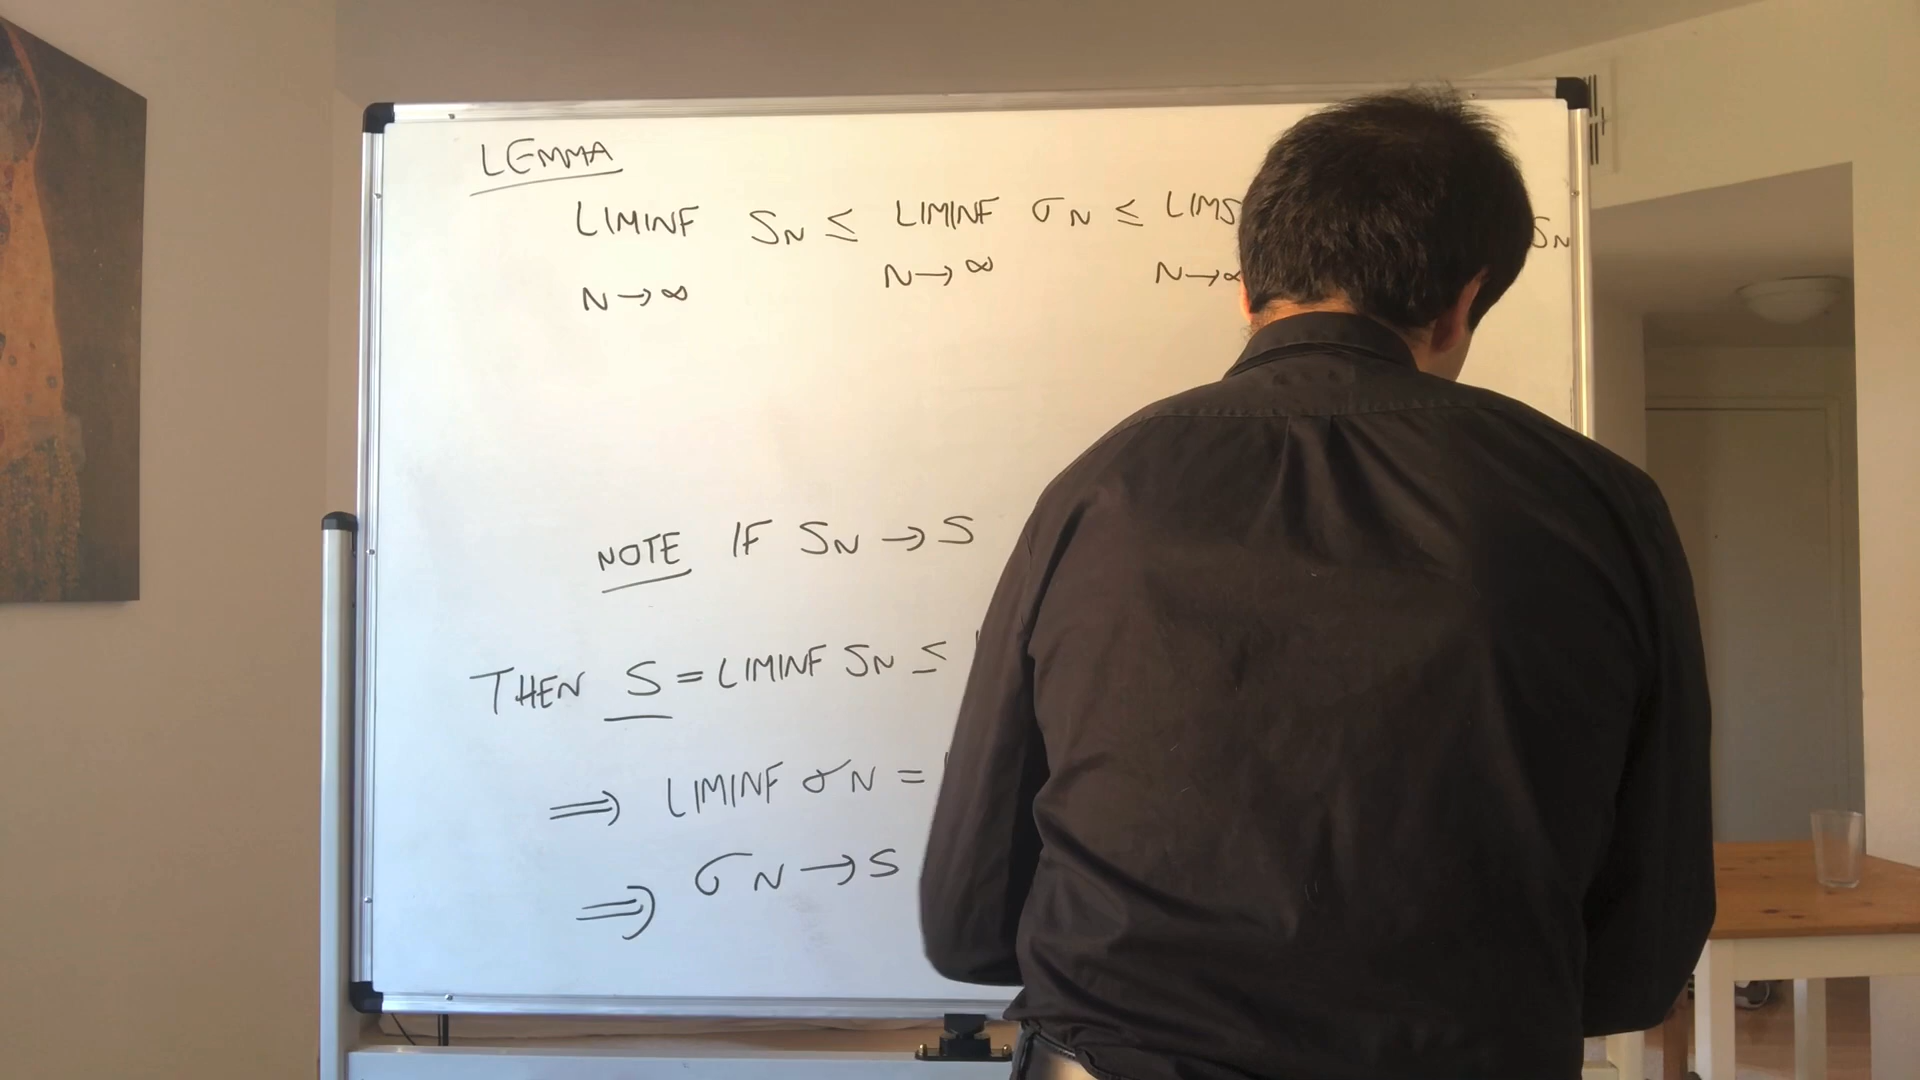 LEMMA
LIMINF SN ≤ LIMINF σN ≤ LIMS SN
N→∞ N→∞ N→∞
NOTE IF SN → S
THEN S = LIMINF SN ≤
⇒ LIMINF σN =
⇒ σN → S